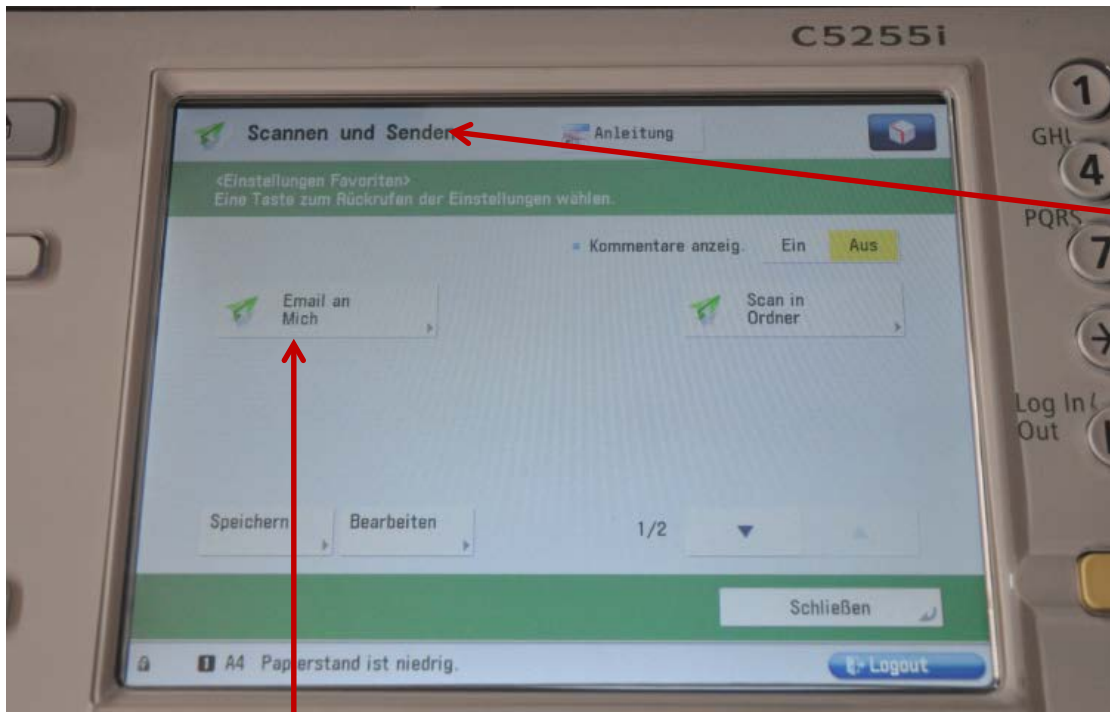 C5255i
Scannen und Senden
Anleitung
<Einstellungen Favoriten>
Eine Taste zum Rückrufen der Einstellungen wählen.
Kommentare anzeig. Ein Aus
Email an
Mich
Scan in
Ordner
Speichern
Bearbeiten
1/2
Schließen
1 A4 Papierstand ist niedrig.
Logout
1
GHI
4
PQRS
7
Log In/
Out